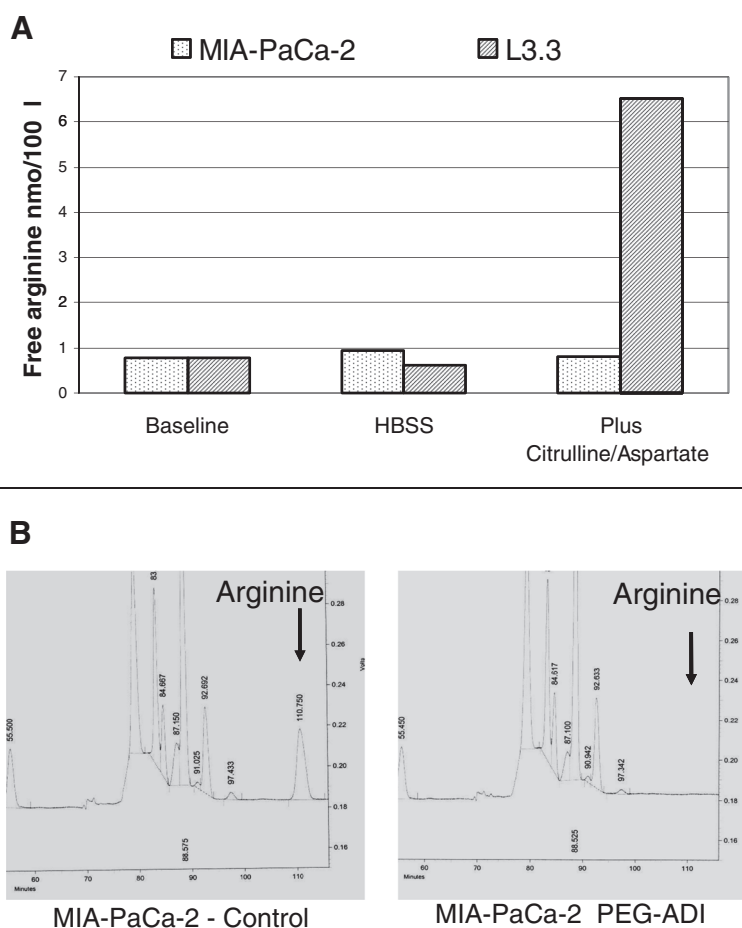 A
MIA-PaCa-2 L3.3
Free arginine nmo/100 l
7
6
5
4
3
2
1
0
Baseline HBSS Plus
Citrulline/Aspartate
B
Arginine
55.500
83
84.667
87.150
88.575
91.025
92.692
97.433
110.750
0.28
0.26
0.24
0.22
0.20
0.18
0.16
Volts
60 70 80 90 100 110
Minutes
MIA-PaCa-2 - Control
Arginine
55.450
84.617
87.100
88.525
90.942
92.633
97.342
0.28
0.26
0.24
0.22
0.20
0.18
0.16
60 70 80 90 100 110
Minutes
MIA-PaCa-2 PEG-ADI